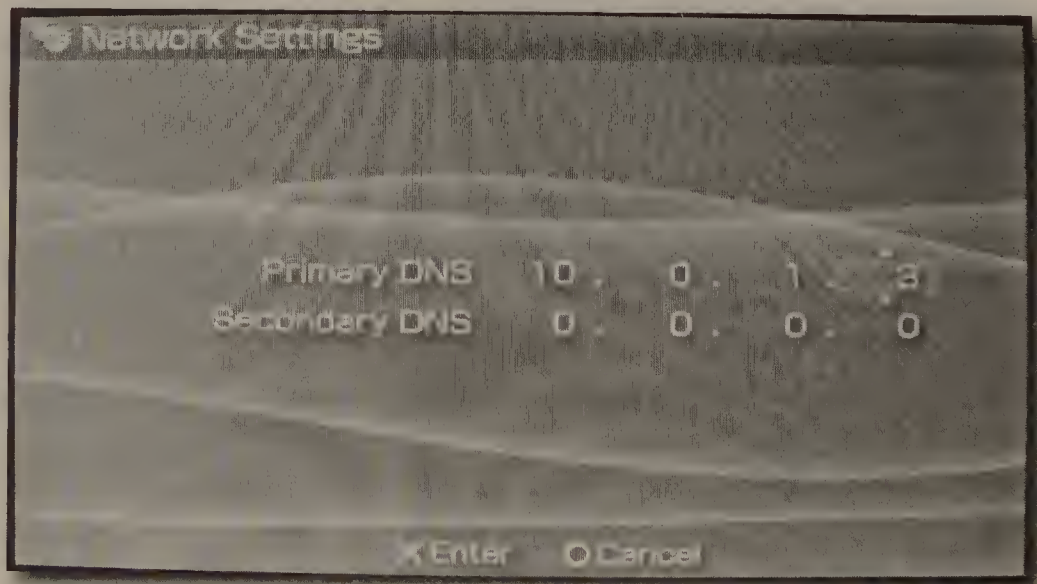 Network Settings
Primary DNS 10 . 0 . 1 . 3
Secondary DNS 0 . 0 . 0 . 0
X Enter Cancel